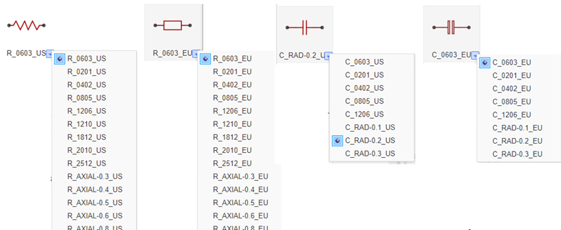 R_0603_US
R_0603_US
R_0201_US
R_0402_US
R_0805_US
R_1206_US
R_1210_US
R_1812_US
R_2010_US
R_2512_US
R_AXIAL-0.3_US
R_AXIAL-0.4_US
R_AXIAL-0.5_US
R_AXIAL-0.6_US
R_AXIAL-0.8_US
R_0603_EU
R_0603_EU
R_0201_EU
R_0402_EU
R_0805_EU
R_1206_EU
R_1210_EU
R_1812_EU
R_2010_EU
R_2512_EU
R_AXIAL-0.3_EU
R_AXIAL-0.4_EU
R_AXIAL-0.5_EU
R_AXIAL-0.6_EU
R_AXIAL-0.8_EU
C_RAD-0.2_U
C_0603_US
C_0201_US
C_0402_US
C_0805_US
C_1206_US
C_RAD-0.1_US
C_RAD-0.2_US
C_RAD-0.3_US
C_0603_EU
C_0603_EU
C_0201_EU
C_0402_EU
C_0805_EU
C_1206_EU
C_RAD-0.1_EU
C_RAD-0.2_EU
C_RAD-0.3_EU